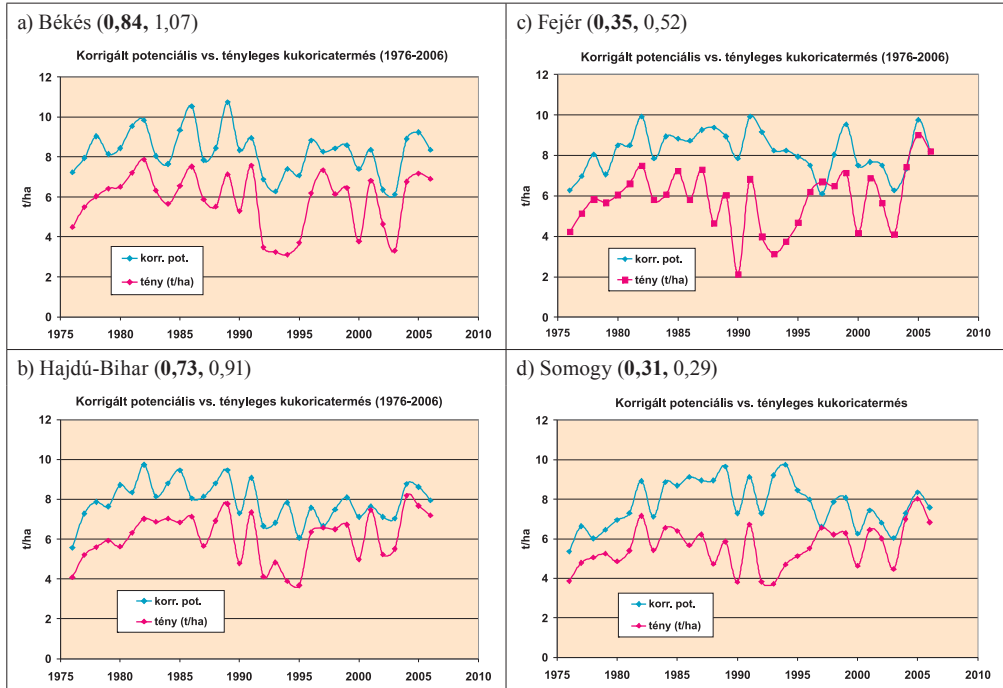 a) Békés (0,84, 1,07)
Korrigált potenciális vs. tényleges kukoricatermés (1976-2006)
t/ha
12
10
8
6
4
2
0
korr. pot.
tény (t/ha)
1975 1980 1985 1990 1995 2000 2005 2010
c) Fejér (0,35, 0,52)
Korrigált potenciális vs. tényleges kukoricatermés (1976-2006)
t/ha
12
10
8
6
4
2
0
korr. pot.
tény (t/ha)
1975 1980 1985 1990 1995 2000 2005 2010
b) Hajdú-Bihar (0,73, 0,91)
Korrigált potenciális vs. tényleges kukoricatermés (1976-2006)
t/ha
12
10
8
6
4
2
0
korr. pot.
tény (t/ha)
1975 1980 1985 1990 1995 2000 2005 2010
d) Somogy (0,31, 0,29)
Korrigált potenciális vs. tényleges kukoricatermés
t/ha
12
10
8
6
4
2
0
korr. pot.
tény (t/ha)
1975 1980 1985 1990 1995 2000 2005 2010